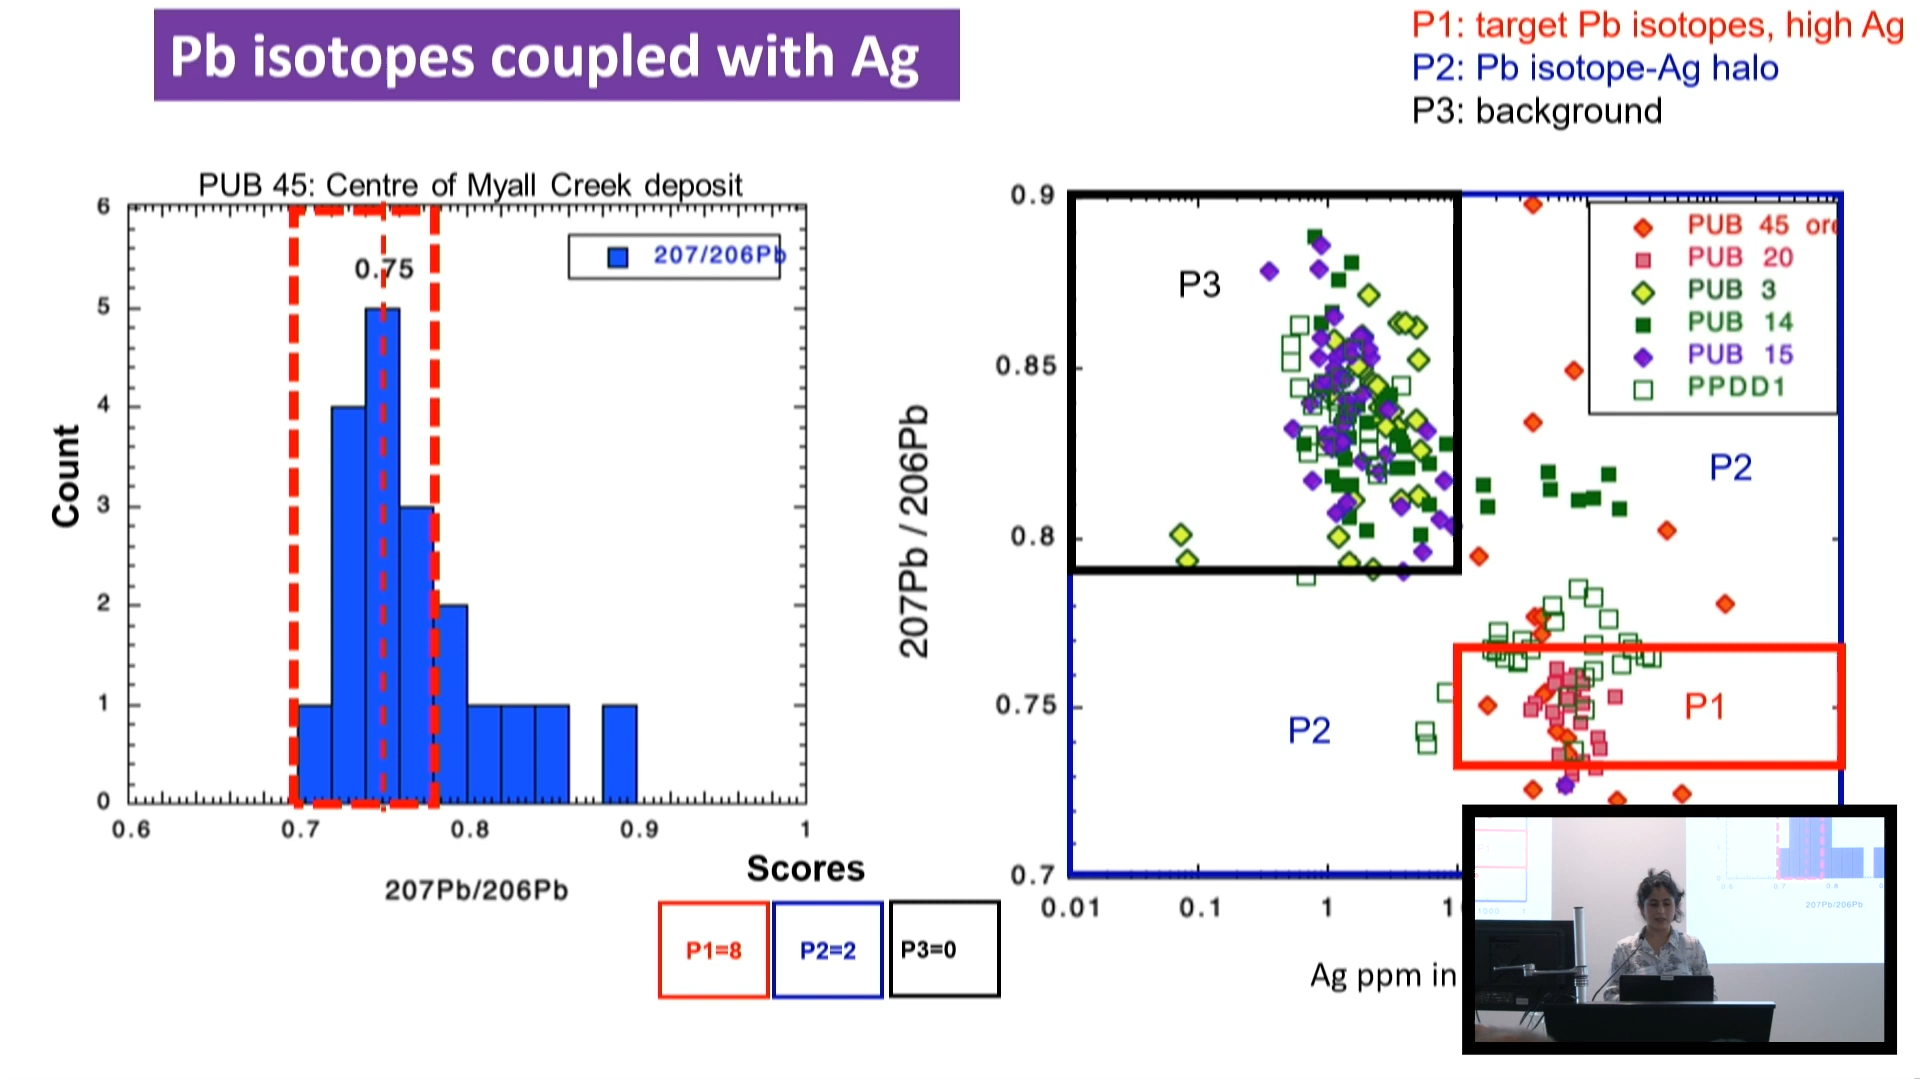 Pb isotopes coupled with Ag
P1: target Pb isotopes, high Ag
P2: Pb isotope-Ag halo
P3: background
PUB 45: Centre of Myall Creek deposit
6
5
4
3
2
1
0
Count
0.75
207/206Pb
0.6
0.7
0.8
0.9
1
207Pb/206Pb
Scores
P1=8
P2=2
P3=0
0.9
0.85
0.8
0.75
0.7
207Pb / 206Pb
P3
P2
P2
P1
PUB 45 ore
PUB 20
PUB 3
PUB 14
PUB 15
PPDD1
0.01
0.1
1
Ag ppm in
207Pb/206Pb